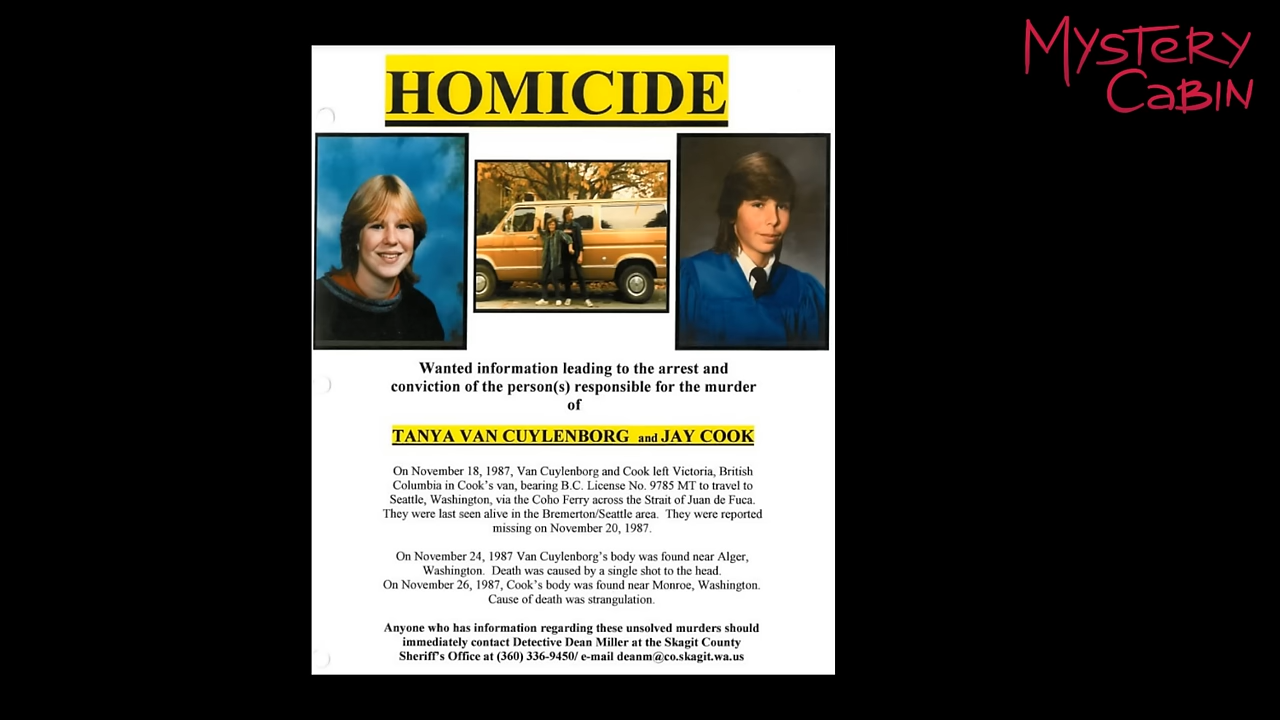 MYSTERY
CABIN
HOMICIDE
Wanted information leading to the arrest and
conviction of the person(s) responsible for the murder
of
TANYA VAN CUYLENBORG and JAY COOK
On November 18, 1987, Van Cuylenborg and Cook left Victoria, British
Columbia in Cook's van, bearing B.C. License No. 9785 MT to travel to
Seattle, Washington, via the Coho Ferry across the Strait of Juan de Fuca.
They were last seen alive in the Bremerton/Seattle area. They were reported
missing on November 20, 1987.
On November 24, 1987 Van Cuylenborg's body was found near Alger,
Washington. Death was caused by a single shot to the head.
On November 26, 1987, Cook's body was found near Monroe, Washington.
Cause of death was strangulation.
Anyone who has information regarding these unsolved murders should
immediately contact Detective Dean Miller at the Skagit County
Sheriff's Office at (360) 336-9450/ e-mail deanm@co.skagit.wa.us